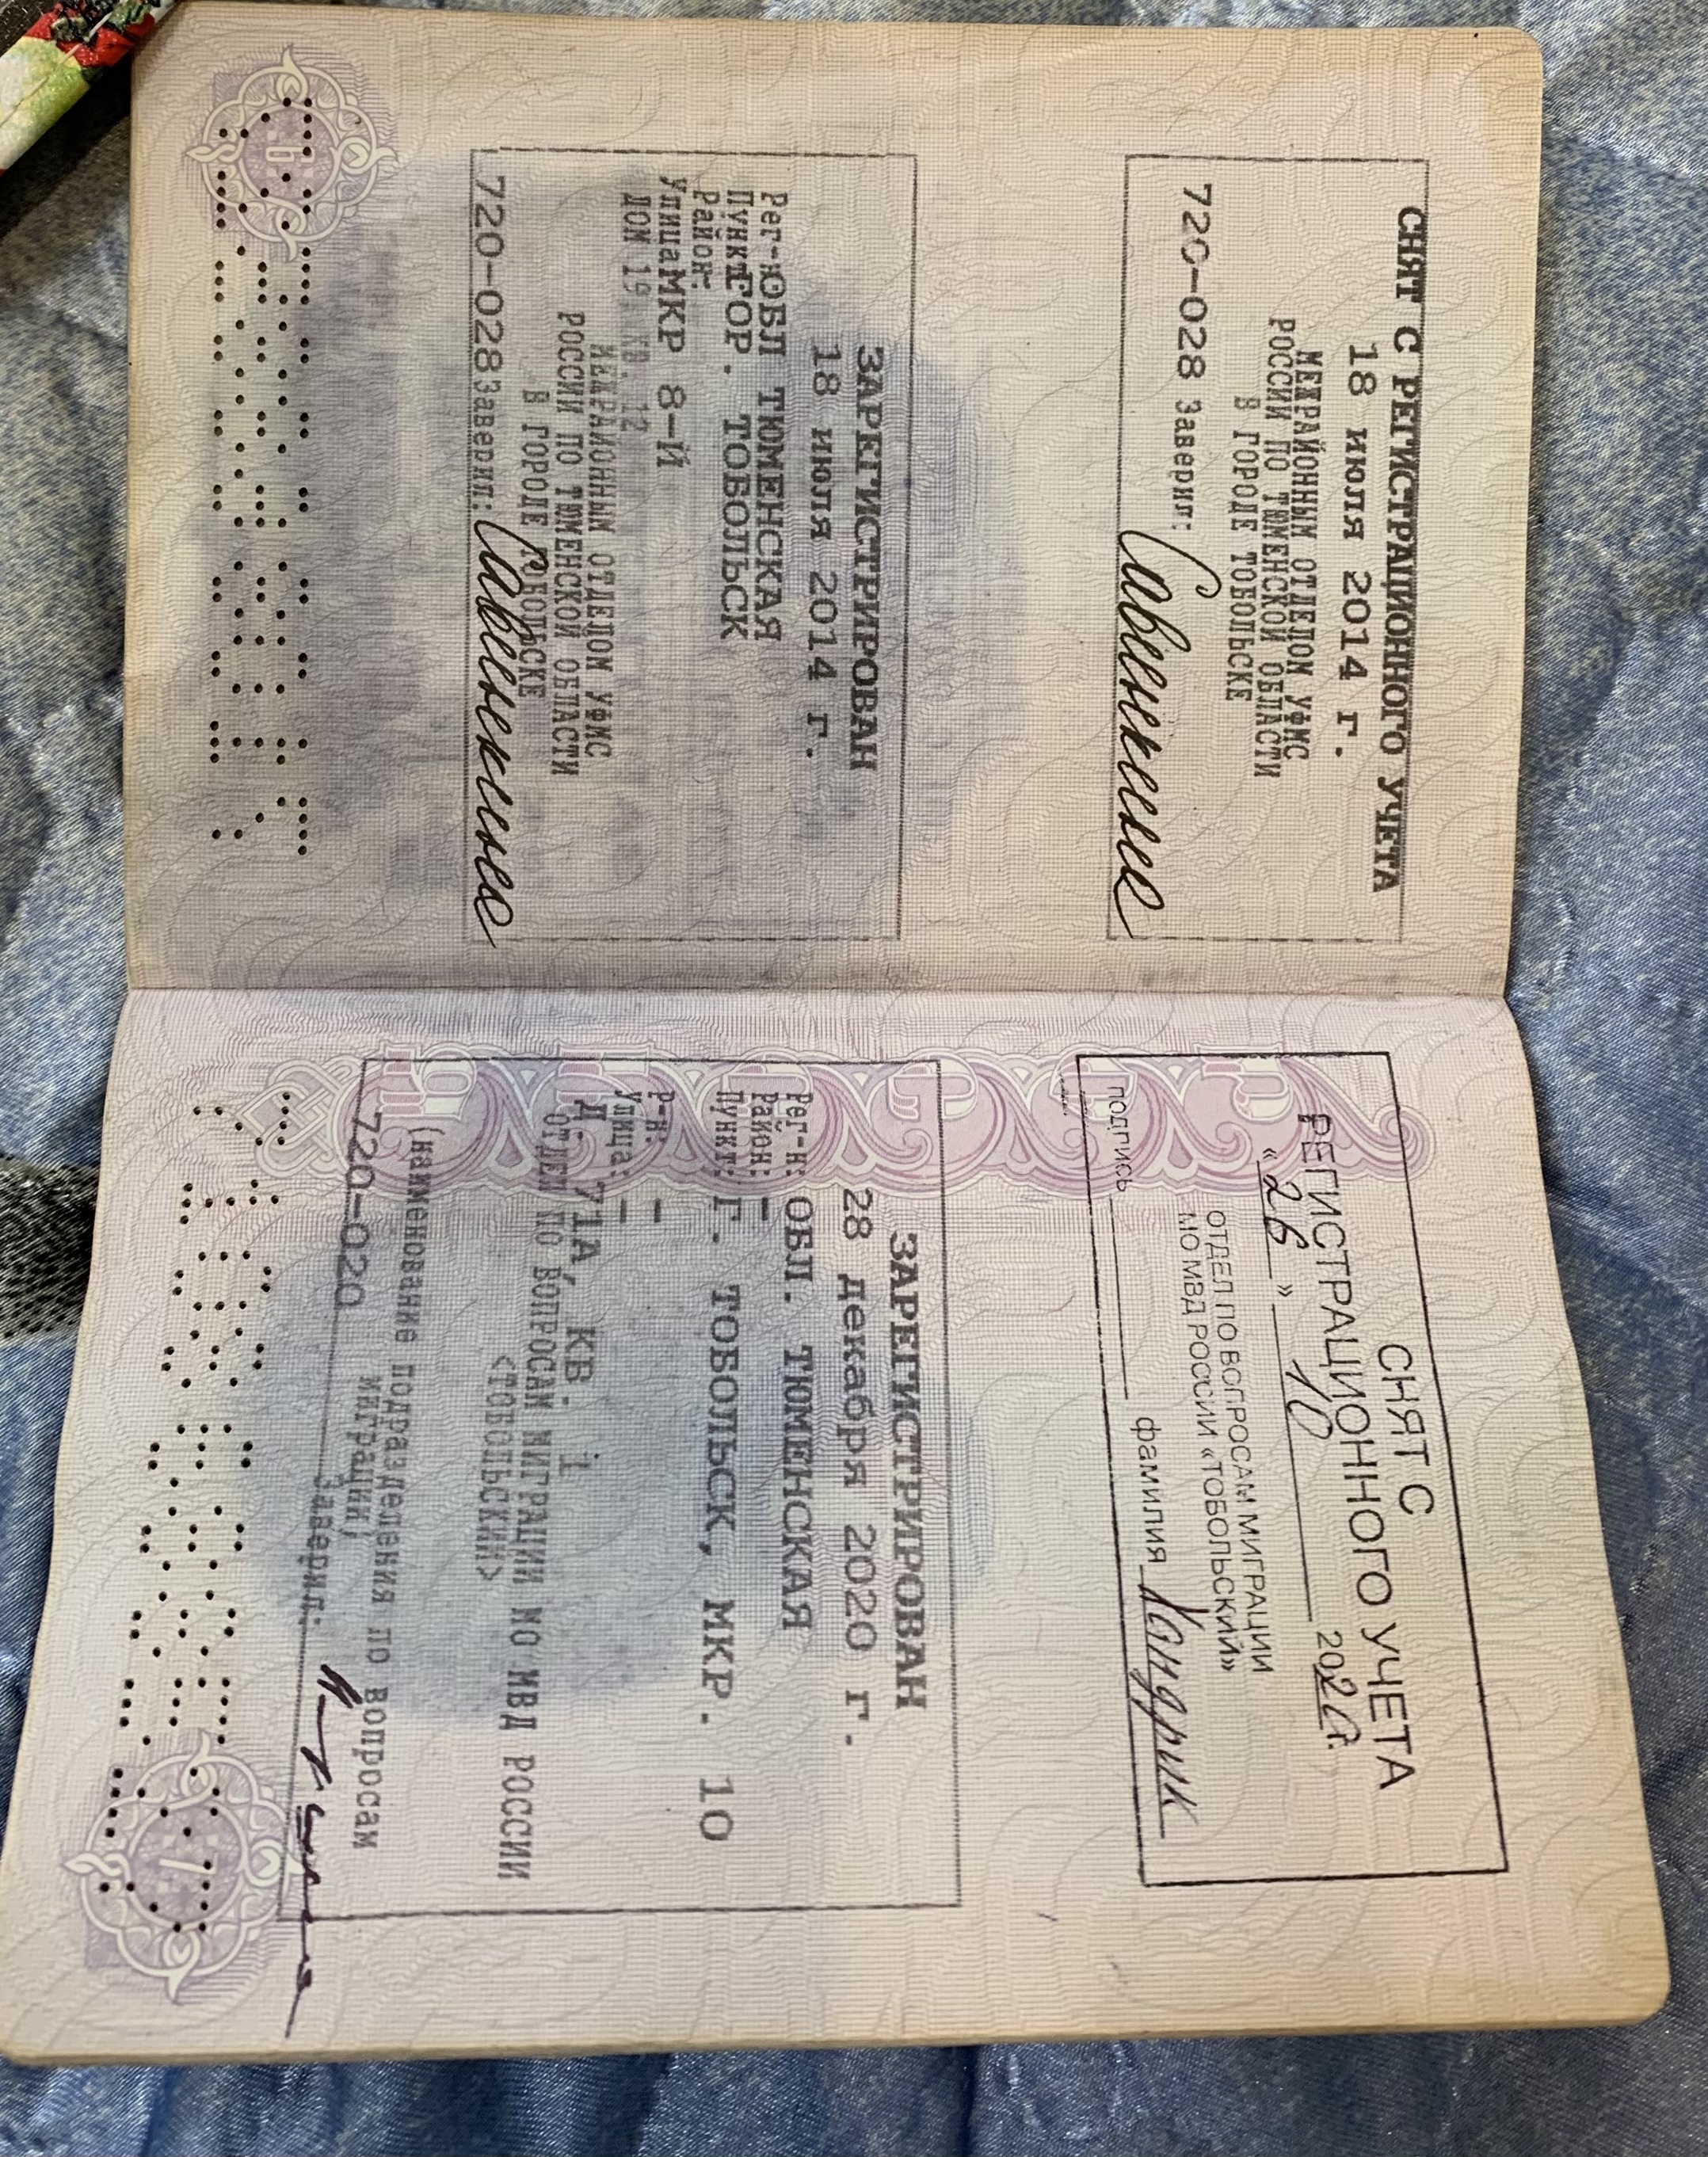 СНЯТ С РЕГИСТРАЦИОННОГО УЧЕТА
18 июля 2014 г.
МЕЖРАЙОННЫМ ОТДЕЛОМ УФМС
РОССИИ ПО ТЮМЕНСКОЙ ОБЛАСТИ
В ГОРОДЕ ТОБОЛЬСКЕ
720-028 Заверил:
ЗАРЕГИСТРИРОВАН
18 июля 2014 г.
Рег-н ОБЛ ТЮМЕНСКАЯ
Пункт ГОР. ТОБОЛЬСК
Район:
Улица МКР 8-Й
ДОМ 19 КВ. 12
МЕЖРАЙОННЫМ ОТДЕЛОМ УФМС
РОССИИ ПО ТЮМЕНСКОЙ ОБЛАСТИ
В ГОРОДЕ ТОБОЛЬСКЕ
720-028 Заверил:
6
СНЯТ С
РЕГИСТРАЦИОННОГО УЧЕТА
«26» 10 202 г.
ОТДЕЛ ПО ВОПРОСАМ МИГРАЦИИ
МО МВД РОССИИ «ТОБОЛЬСКИЙ»
подпись фамилия Хандрик
ЗАРЕГИСТРИРОВАН
28 декабря 2020 г.
Рег-н: ОБЛ. ТЮМЕНСКАЯ
Район: -
Пункт: Г. ТОБОЛЬСК, МКР. 10
Р-н: -
Улица: -
Д. 71А, КВ. 1
ОТДЕЛ ПО ВОПРОСАМ МИГРАЦИИ МО МВД РОССИИ
<ТОБОЛЬСКИЙ>
(наименование подразделения по вопросам
миграции)
720-020 Заверил:
7